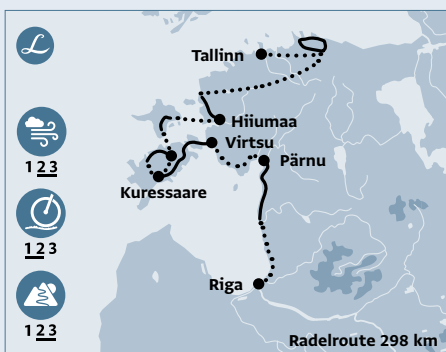 ℒ
Tallinn
Hiiumaa
1 2 3
Virtsu
Pärnu
Kuressaare
1 2 3
Riga
1 2 3
Radelroute 298 km